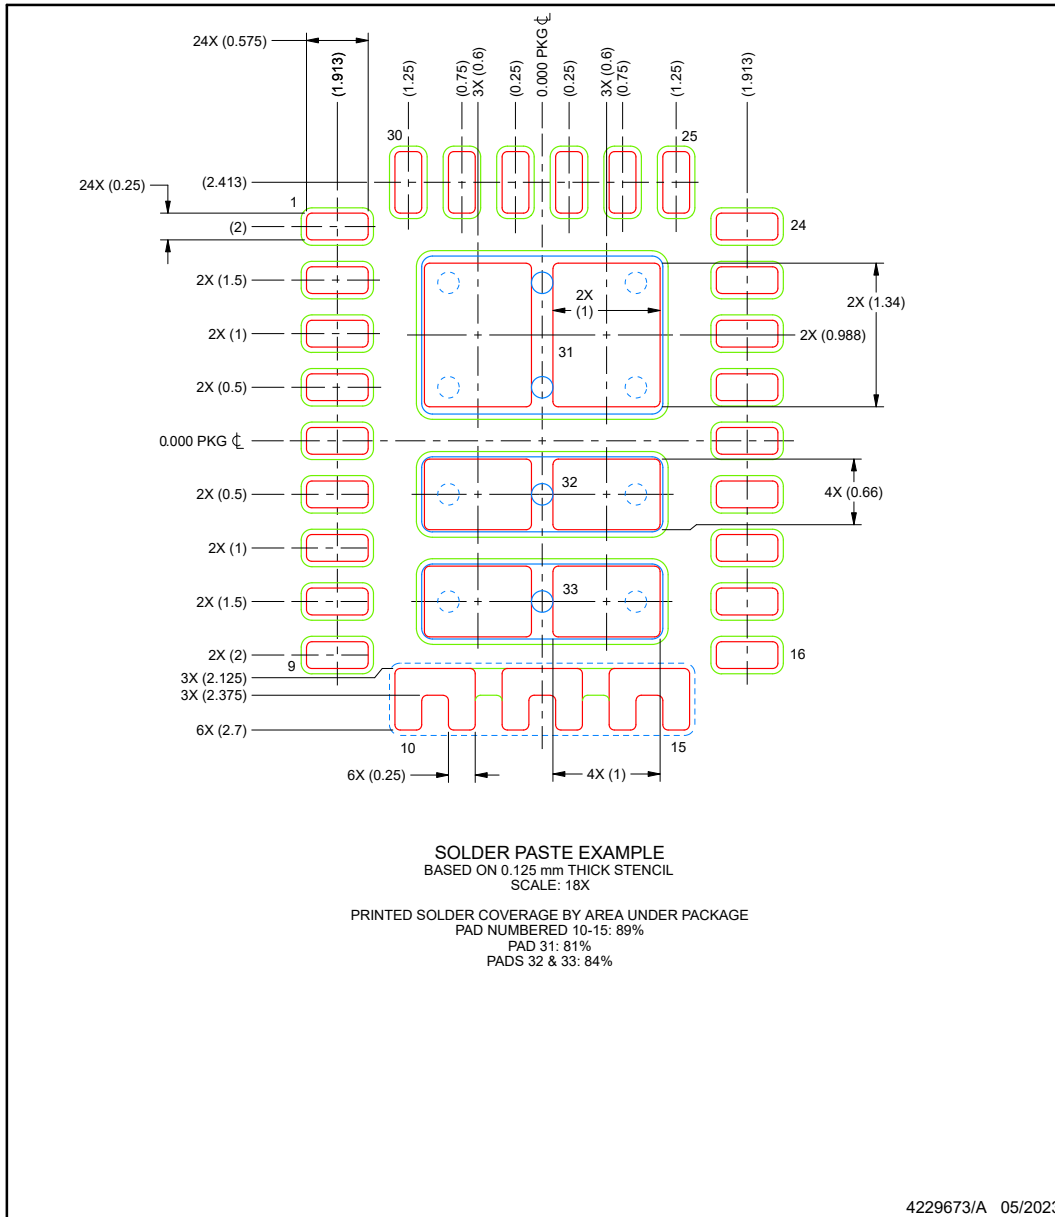 24X (0.575)
(1.913)
(1.25)
(0.75)
3X (0.6)
(0.25)
0.000 PKG ℄
(0.25)
3X (0.6)
(0.75)
(1.25)
(1.913)
30
25
24X (0.25)
(2.413)
1
(2)
24
2X (1.5)
2X
(1)
2X (1.34)
2X (1)
2X (0.988)
31
2X (0.5)
0.000 PKG ℄
32
2X (0.5)
4X (0.66)
2X (1)
33
2X (1.5)
2X (2)
9
16
3X (2.125)
3X (2.375)
6X (2.7)
10
15
6X (0.25)
4X (1)
SOLDER PASTE EXAMPLE
BASED ON 0.125 mm THICK STENCIL
SCALE: 18X
PRINTED SOLDER COVERAGE BY AREA UNDER PACKAGE
PAD NUMBERED 10-15: 89%
PAD 31: 81%
PADS 32 & 33: 84%
4229673/A 05/2023